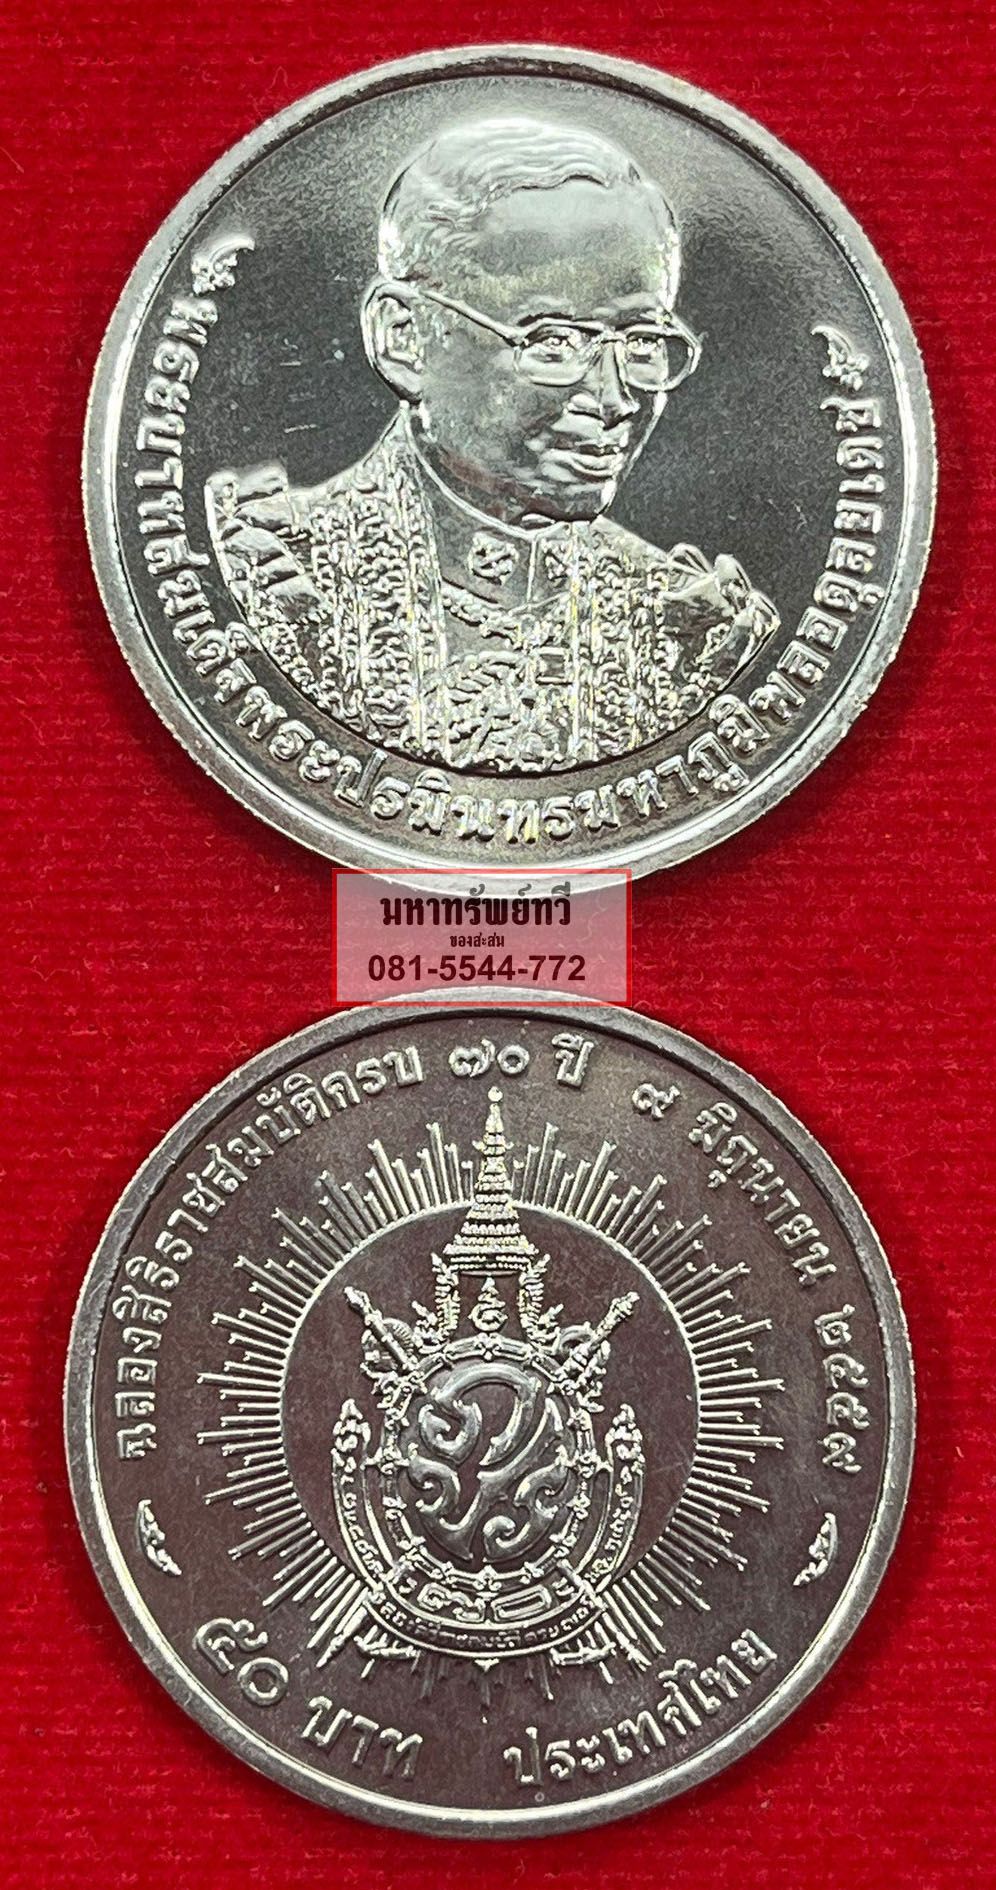 พระบาทสมเด็จพระปรมินทรมหาภูมิพลอดุลยเดช
มหาทรัพย์ทวี
ของสะสม
081-5544-772
ฉลองสิริราชสมบัติครบ ๗๐ ปี ๙ มิถุนายน ๒๕๕๙
๕๐ บาท ประเทศไทย